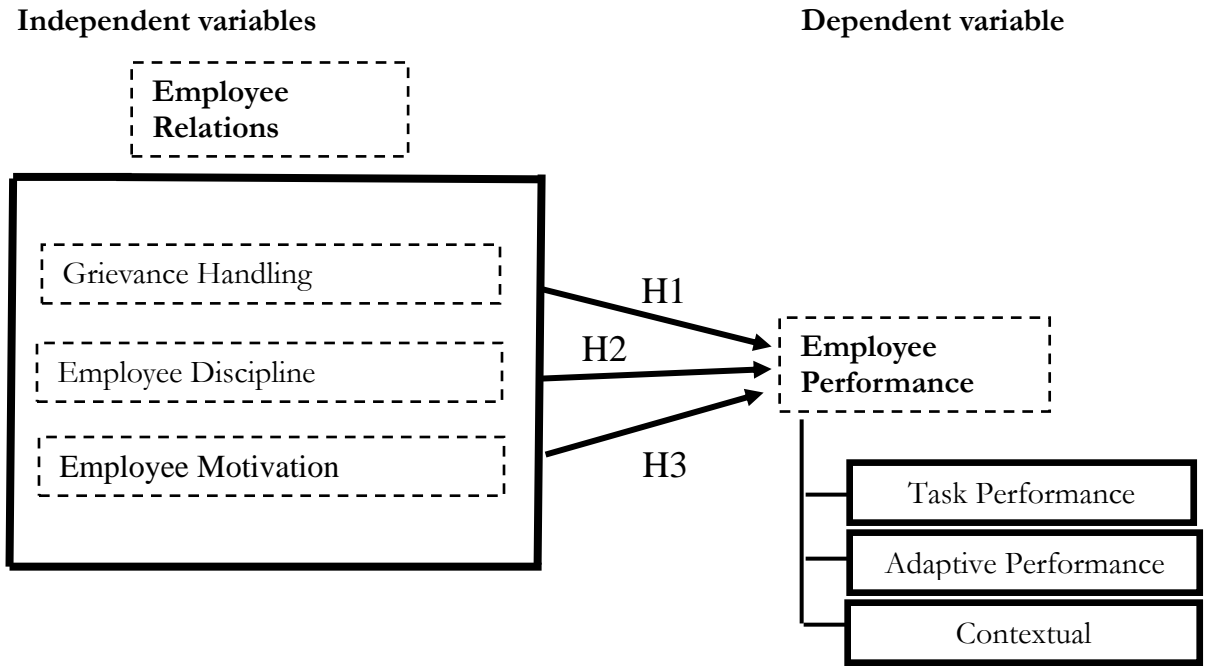 Independent variables
Dependent variable
Employee
Relations
Grievance Handling
Employee Discipline
Employee Motivation
H1
H2
H3
Employee
Performance
Task Performance
Adaptive Performance
Contextual